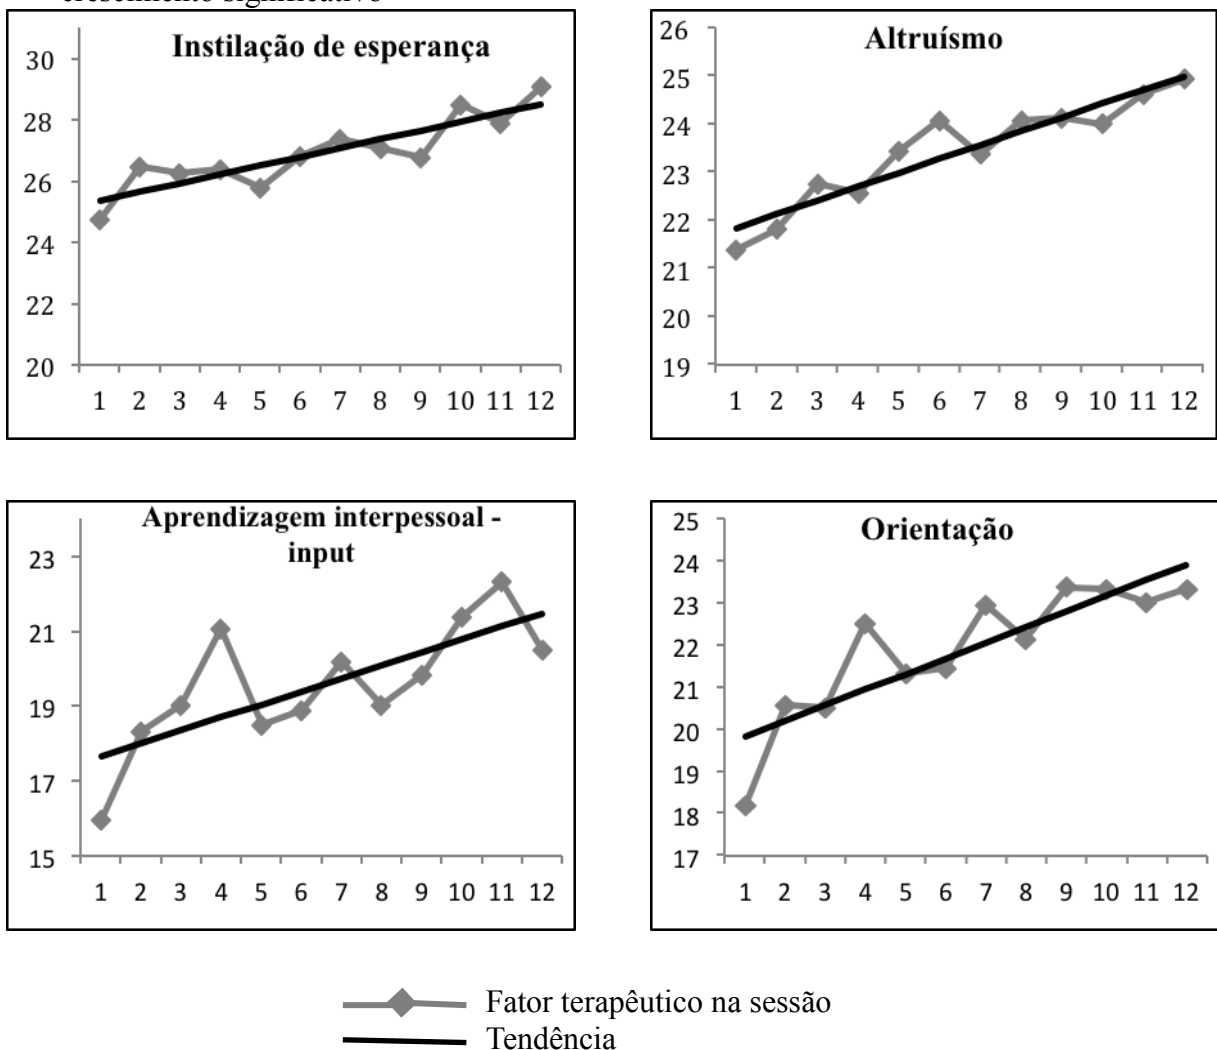 crescimento significativo
Instilação de esperança
30
28
26
24
22
20
1 2 3 4 5 6 7 8 9 10 11 12
Altruísmo
26
25
24
23
22
21
20
19
1 2 3 4 5 6 7 8 9 10 11 12
Aprendizagem interpessoal -
input
23
21
19
17
15
1 2 3 4 5 6 7 8 9 10 11 12
Orientação
25
24
23
22
21
20
19
18
17
1 2 3 4 5 6 7 8 9 10 11 12
Fator terapêutico na sessão
Tendência